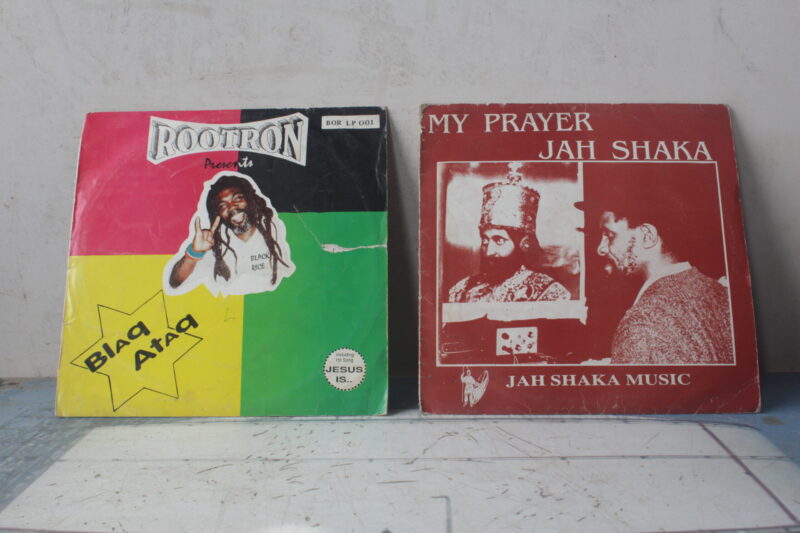 ROOTRON
Presents
BOR LP 001
BLACK
RICE
Blaq
Ataq
including
Hit Song
JESUS
IS..
MY PRAYER
JAH SHAKA
JAH SHAKA MUSIC